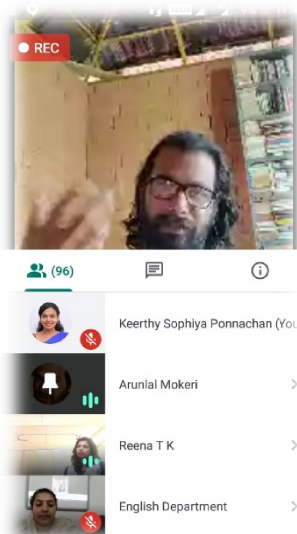 REC
(96)
Keerthy Sophiya Ponnachan (You
Arunlal Mokeri
Reena T K
English Department